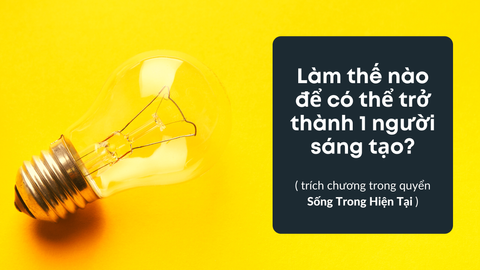 Làm thế nào
để có thể trở
thành 1 người
sáng tạo?
( trích chương trong quyển
Sống Trong Hiện Tại )